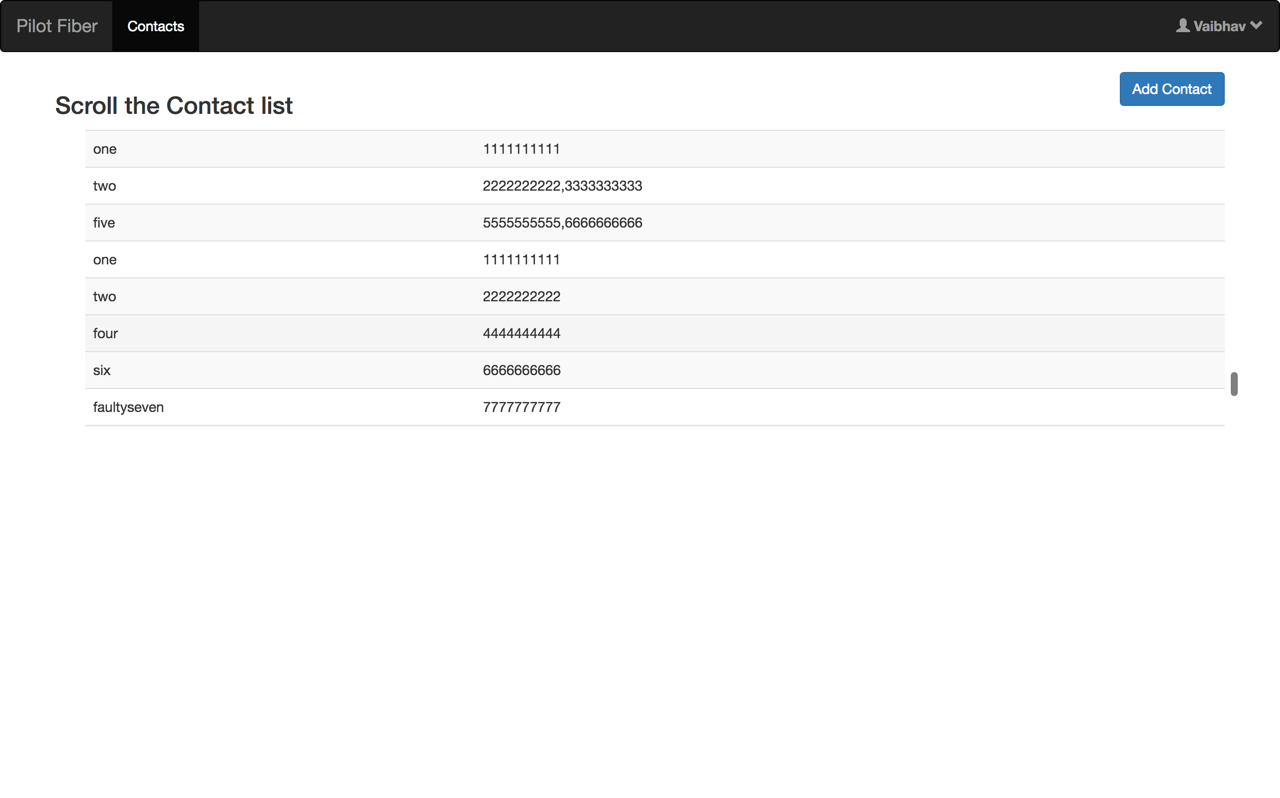 Pilot Fiber Contacts Vaibhav
Add Contact
Scroll the Contact list
one 1111111111
two 2222222222,3333333333
five 5555555555,6666666666
one 1111111111
two 2222222222
four 4444444444
six 6666666666
faultyseven 7777777777